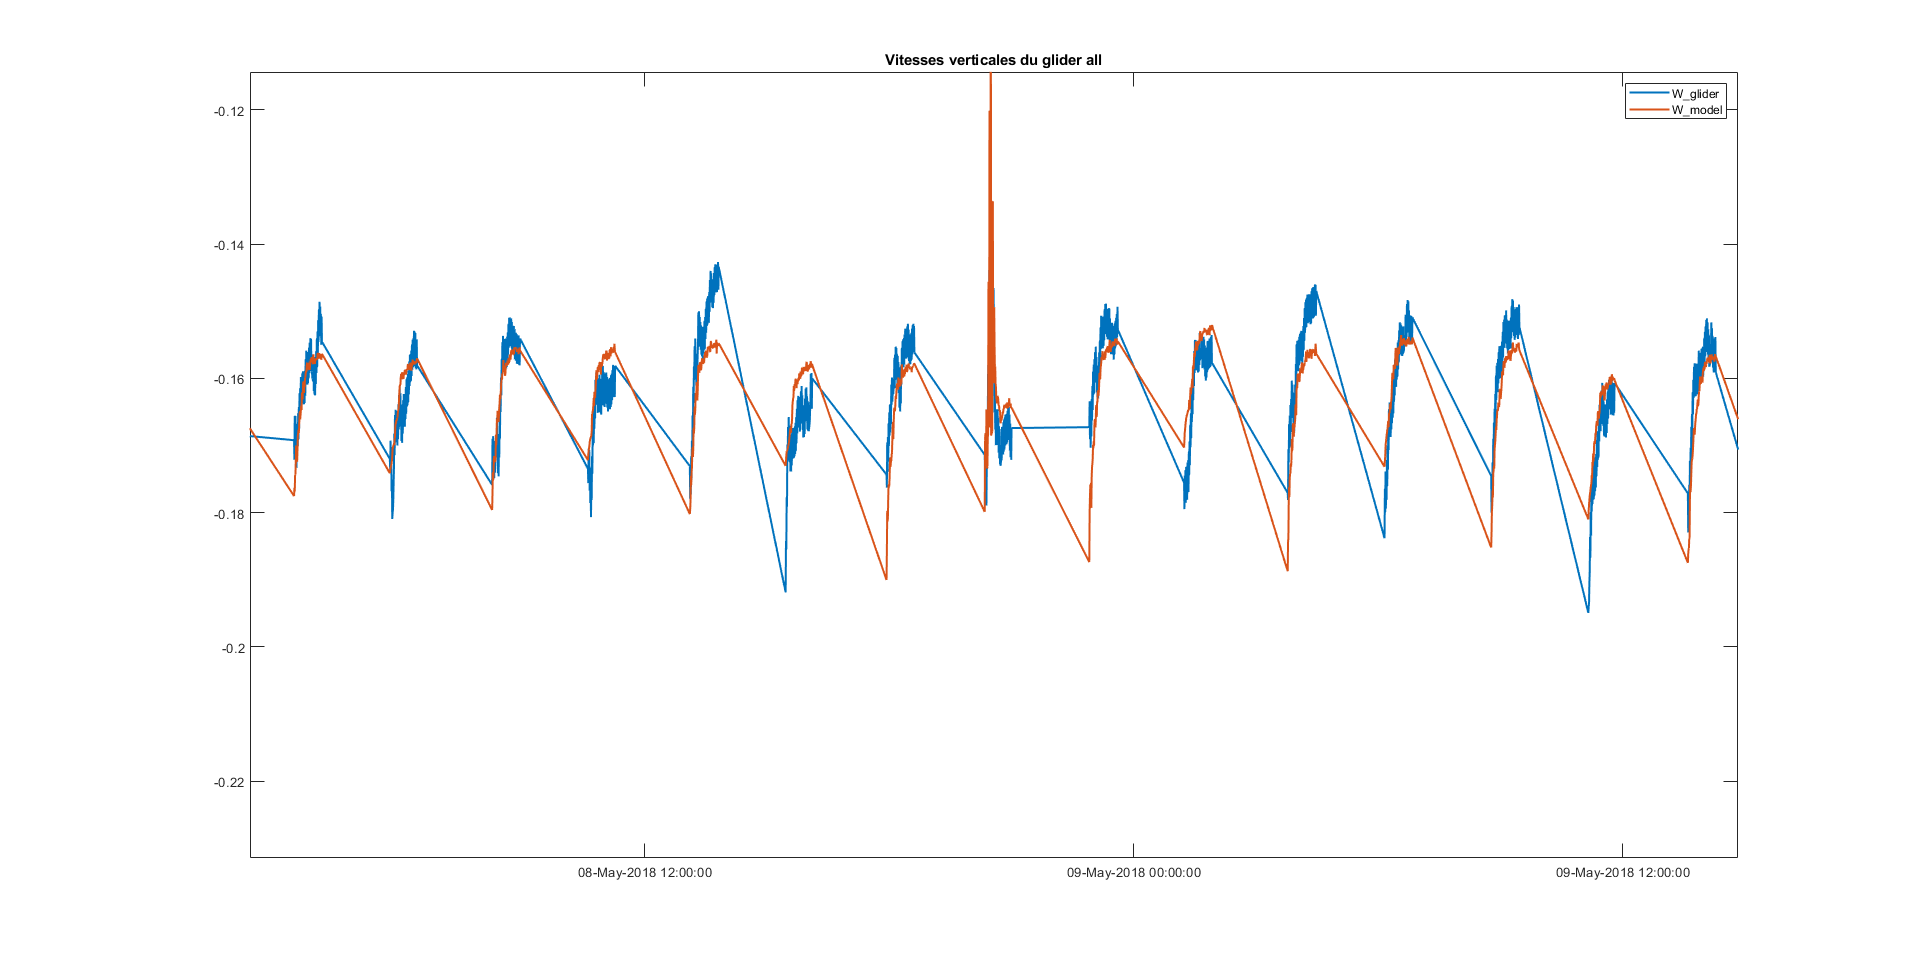 Vitesses verticales du glider all
W_glider
W_model
-0.12
-0.14
-0.16
-0.18
-0.2
-0.22
08-May-2018 12:00:00
09-May-2018 00:00:00
09-May-2018 12:00:00